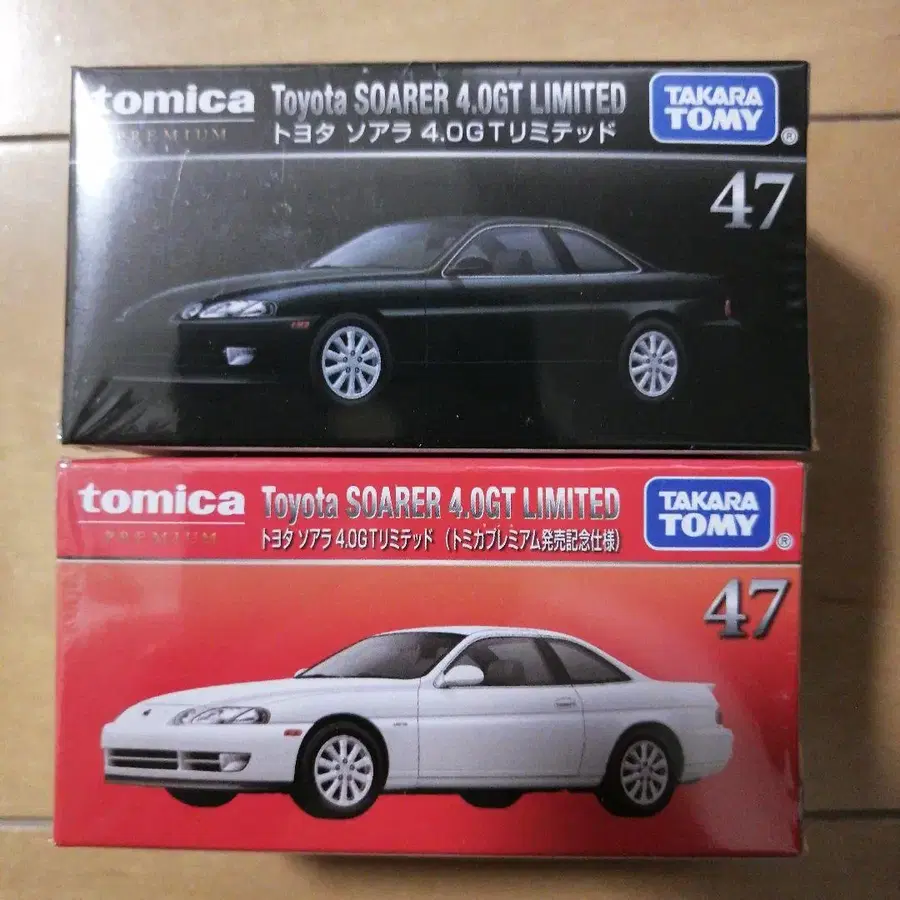 tomica
PREMIUM
Toyota SOARER 4.0GT LIMITED
トヨタ ソアラ 4.0GTリミテッド
TAKARA
TOMY
®
47
tomica
PREMIUM
Toyota SOARER 4.0GT LIMITED
トヨタ ソアラ 4.0GTリミテッド (トミカプレミアム発売記念仕様)
TAKARA
TOMY
®
47